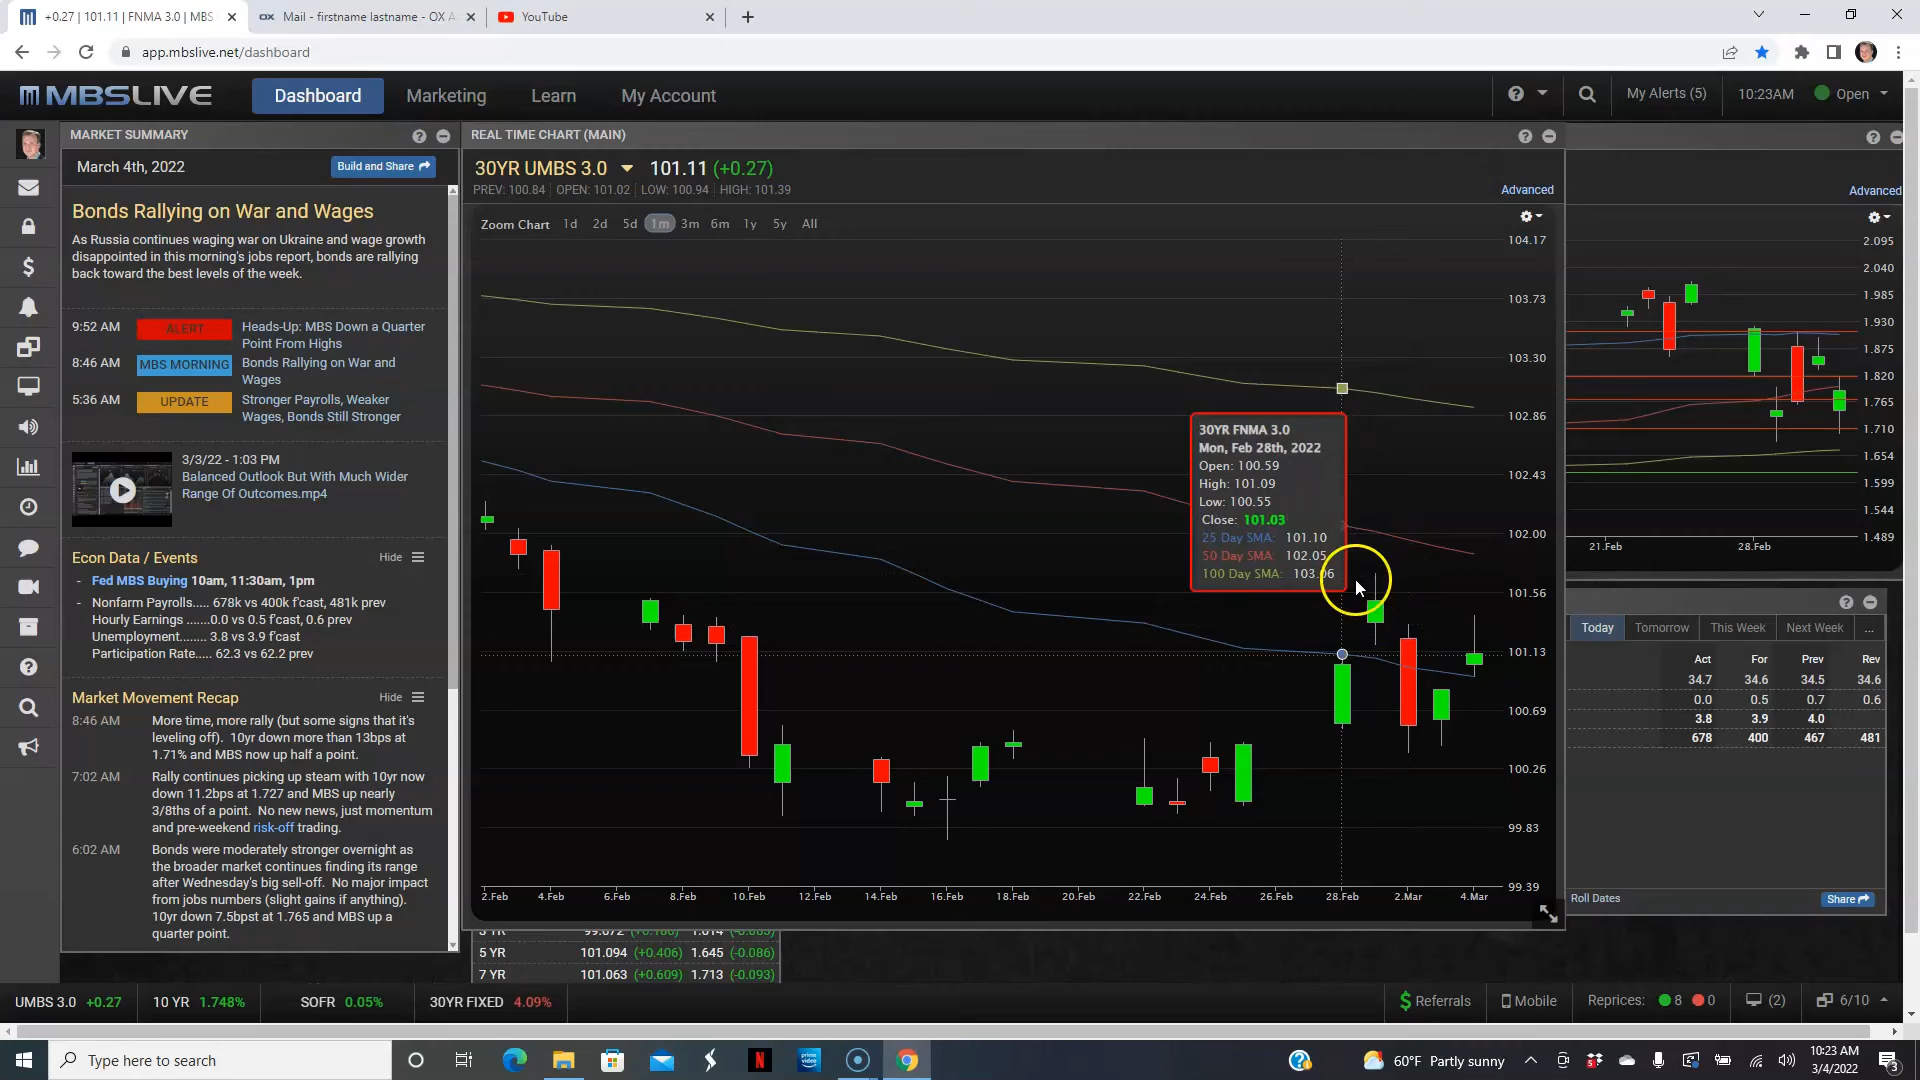 +0.27 | 101.11 | FNMA 3.0 | MBS
Mail - firstname lastname - OX A
YouTube
app.mbslive.net/dashboard
MBSLIVE
Dashboard
Marketing
Learn
My Account
My Alerts (5)
10:23AM
Open
MARKET SUMMARY
March 4th, 2022
Build and Share
Bonds Rallying on War and Wages
As Russia continues waging war on Ukraine and wage growth
disappointed in this morning's jobs report, bonds are rallying
back toward the best levels of the week.
9:52 AM
ALERT
Heads-Up: MBS Down a Quarter
Point From Highs
8:46 AM
MBS MORNING
Bonds Rallying on War and
Wages
5:36 AM
UPDATE
Stronger Payrolls, Weaker
Wages, Bonds Still Stronger
3/3/22 - 1:03 PM
Balanced Outlook But With Much Wider
Range Of Outcomes.mp4
Econ Data / Events
Hide
- Fed MBS Buying 10am, 11:30am, 1pm
- Nonfarm Payrolls..... 678k vs 400k f'cast, 481k prev
Hourly Earnings .......0.0 vs 0.5 f'cast, 0.6 prev
Unemployment........ 3.8 vs 3.9 f'cast
Participation Rate..... 62.3 vs 62.2 prev
Market Movement Recap
Hide
8:46 AM
More time, more rally (but some signs that it's
leveling off). 10yr down more than 13bps at
1.71% and MBS now up half a point.
7:02 AM
Rally continues picking up steam with 10yr now
down 11.2bps at 1.727 and MBS up nearly
3/8ths of a point. No new news, just momentum
and pre-weekend risk-off trading.
6:02 AM
Bonds were moderately stronger overnight as
the broader market continues finding its range
after Wednesday's big sell-off. No major impact
from jobs numbers (slight gains if anything).
10yr down 7.5bpst at 1.765 and MBS up a
quarter point.
REAL TIME CHART (MAIN)
30YR UMBS 3.0
101.11 (+0.27)
PREV: 100.84 | OPEN: 101.02 | LOW: 100.94 | HIGH: 101.39
Advanced
Zoom Chart 1d 2d 5d 1m 3m 6m 1y 5y All
104.17
103.73
103.30
102.86
102.43
102.00
101.56
101.13
100.69
100.26
99.83
99.39
30YR FNMA 3.0
Mon, Feb 28th, 2022
Open: 100.59
High: 101.09
Low: 100.55
Close: 101.03
25 Day SMA: 101.10
50 Day SMA: 102.05
100 Day SMA: 103.06
2.Feb 4.Feb 6.Feb 8.Feb 10.Feb 12.Feb 14.Feb 16.Feb 18.Feb 20.Feb 22.Feb 24.Feb 26.Feb 28.Feb 2.Mar 4.Mar
Advanced
2.095
2.040
1.985
1.930
1.875
1.820
1.765
1.710
1.654
1.599
1.544
1.489
21.Feb 28.Feb
Today Tomorrow This Week Next Week ...
Act For Prev Rev
34.7 34.6 34.5 34.6
0.0 0.5 0.7 0.6
3.8 3.9 4.0
678 400 467 481
Roll Dates
Share
5 YR 101.094 (+0.406) 1.645 (-0.086)
7 YR 101.063 (+0.609) 1.713 (-0.093)
UMBS 3.0 +0.27
10 YR 1.748%
SOFR 0.05%
30YR FIXED 4.09%
$ Referrals
Mobile
Reprices: 8 0
(2)
6/10
Type here to search
60°F Partly sunny
10:23 AM
3/4/2022
3